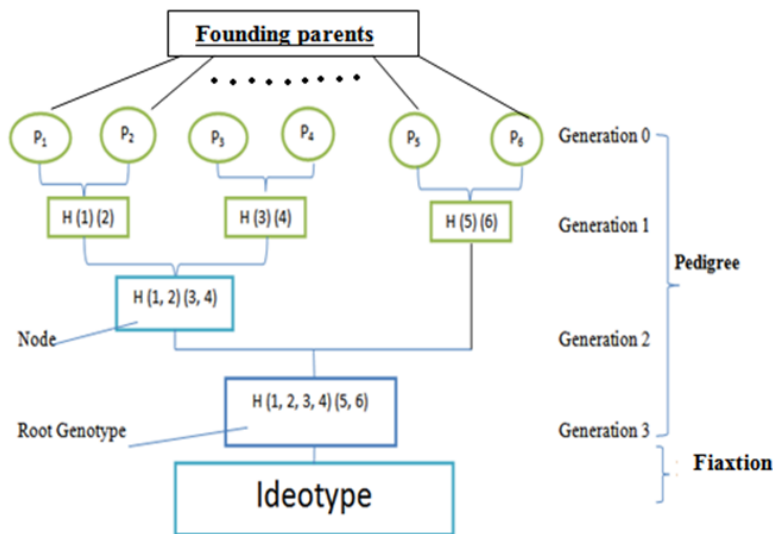 Founding parents
P1 P2 P3 P4 P5 P6 Generation 0
H (1) (2) H (3) (4) H (5) (6) Generation 1
Pedigree
H (1, 2) (3, 4)
Node Generation 2
H (1, 2, 3, 4) (5, 6)
Root Genotype Generation 3
Fiaxtion
Ideotype